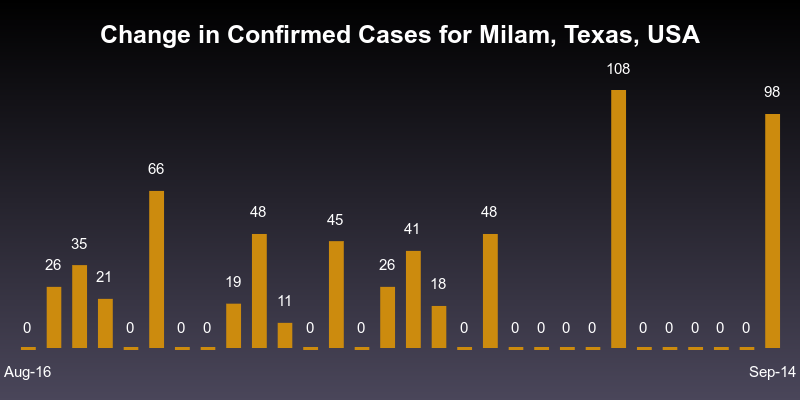 Change in Confirmed Cases for Milam, Texas, USA
0 26 35 21 0 66 0 0 19 48 11 0 45 0 26 41 18 0 48 0 0 0 0 108 0 0 0 0 0 98
Aug-16 Sep-14